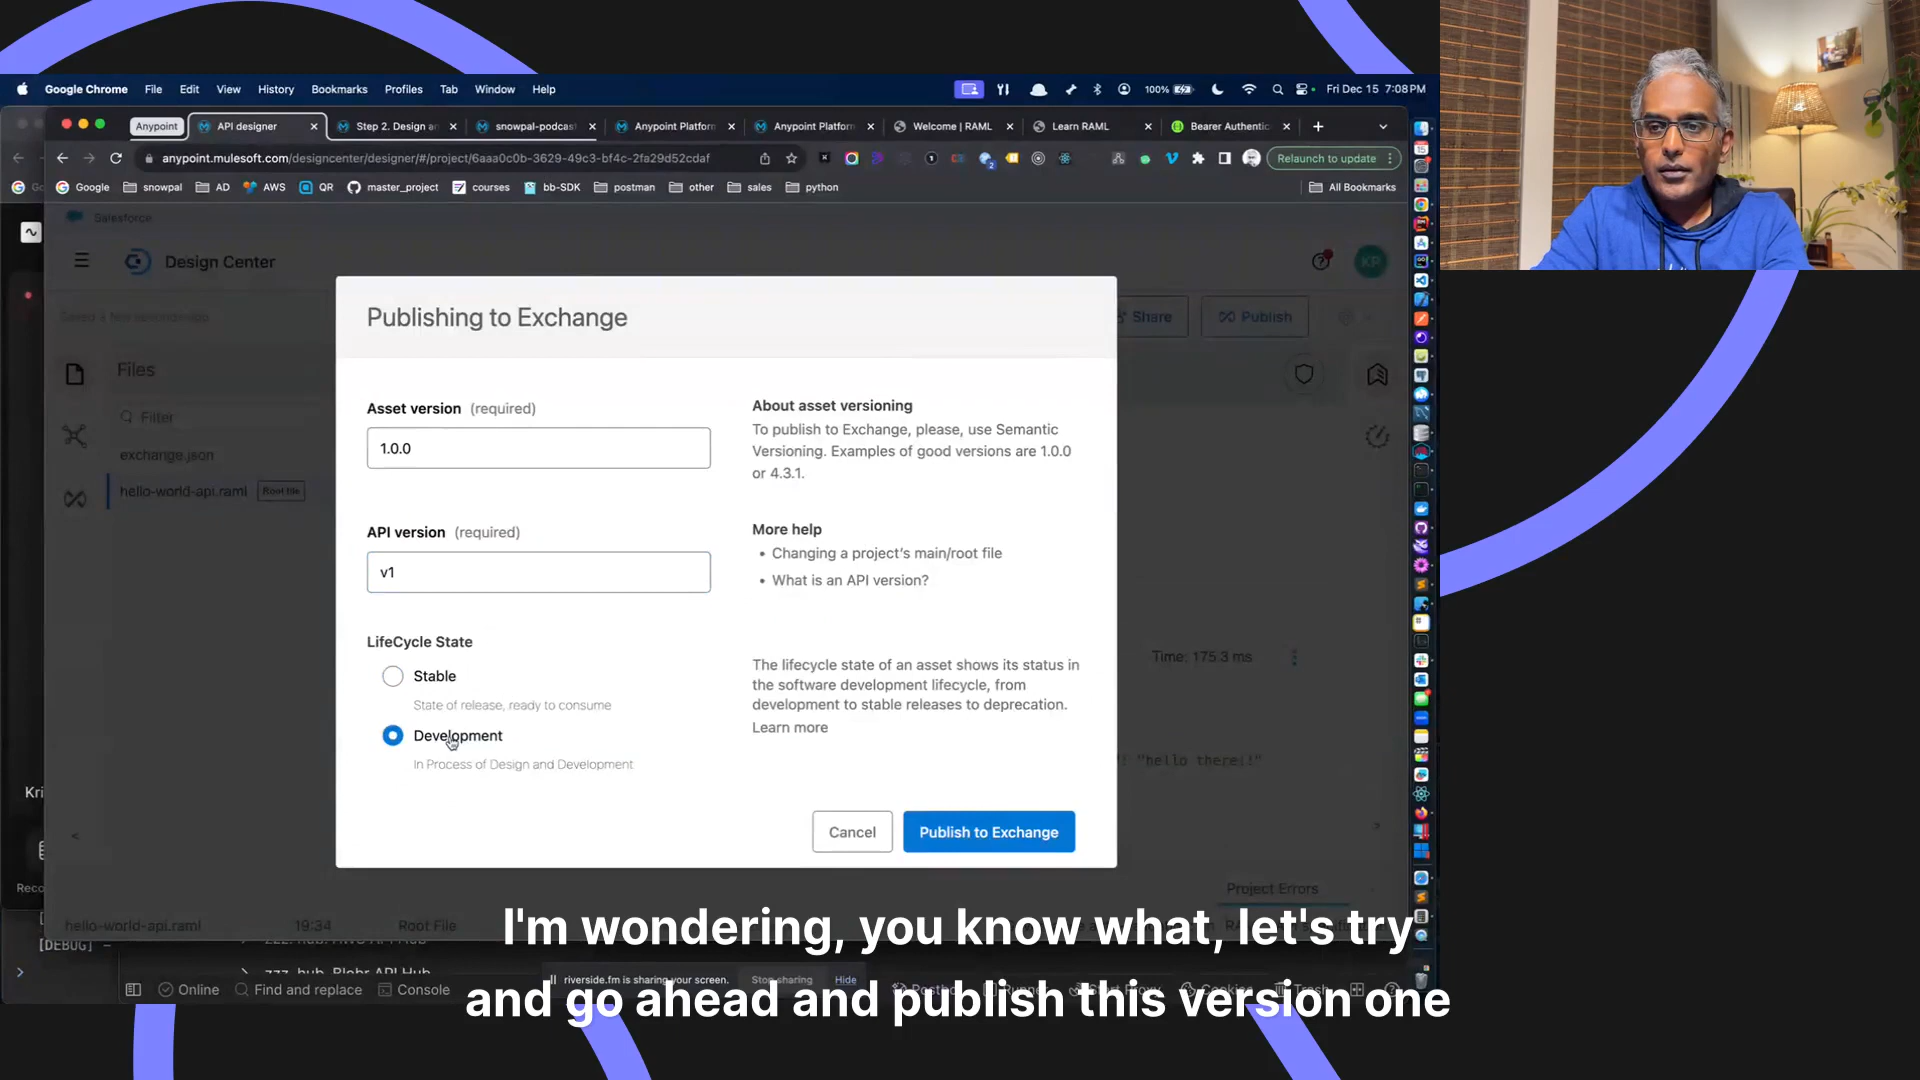 Google Chrome File Edit View History Bookmarks Profiles Tab Window Help 100% Fri Dec 15 7:08 PM
Anypoint API designer Step 2. Design an snowpal-podcast Anypoint Platform Anypoint Platform Welcome | RAML Learn RAML Bearer Authentic
anypoint.mulesoft.com/designcenter/designer/#/project/6aaa0c0b-3629-49c3-bf4c-2fa29d52cdaf Relaunch to update
Google snowpal AD AWS QR master_project courses bb-SDK postman other sales python All Bookmarks
Salesforce
Design Center KP
Publishing to Exchange
Share Publish
Files
Filter
exchange.json
hello-world-api.raml Root file
Asset version (required)
1.0.0
About asset versioning
To publish to Exchange, please, use Semantic
Versioning. Examples of good versions are 1.0.0
or 4.3.1.
API version (required)
v1
More help
• Changing a project's main/root file
• What is an API version?
LifeCycle State
Stable
State of release, ready to consume
Development
In Process of Design and Development
The lifecycle state of an asset shows its status in
the software development lifecycle, from
development to stable releases to deprecation.
Learn more
Time: 175.3 ms
"hello there!!"
Kri
Cancel Publish to Exchange
Reco
Project Errors
hello-world-api.raml 19:34 Root File
[DEBUG]
I'm wondering, you know what, let's try
and go ahead and publish this version one
riverside.fm is sharing your screen. Stop sharing Hide
Online Find and replace Console